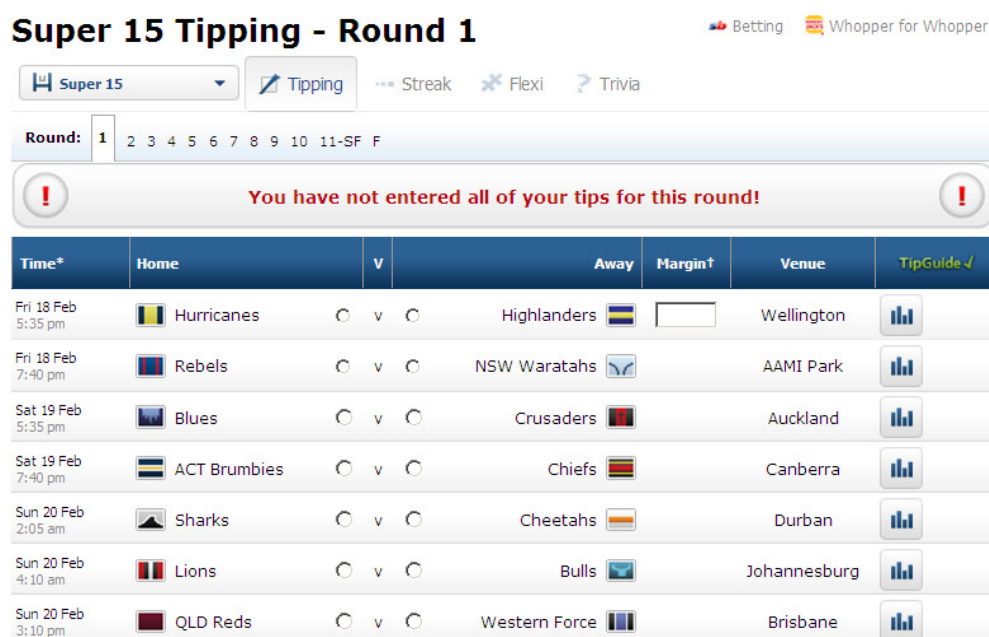 Super 15 Tipping - Round 1
sb Betting Whopper for Whopper
Super 15 Tipping Streak Flexi Trivia
Round: 1 2 3 4 5 6 7 8 9 10 11-SF F
! You have not entered all of your tips for this round! !
Time* Home V Away Margin† Venue TipGuide
Fri 18 Feb
5:35 pm
Hurricanes v Highlanders Wellington
Fri 18 Feb
7:40 pm
Rebels v NSW Waratahs AAMI Park
Sat 19 Feb
5:35 pm
Blues v Crusaders Auckland
Sat 19 Feb
7:40 pm
ACT Brumbies v Chiefs Canberra
Sun 20 Feb
2:05 am
Sharks v Cheetahs Durban
Sun 20 Feb
4:10 am
Lions v Bulls Johannesburg
Sun 20 Feb
3:10 pm
QLD Reds v Western Force Brisbane